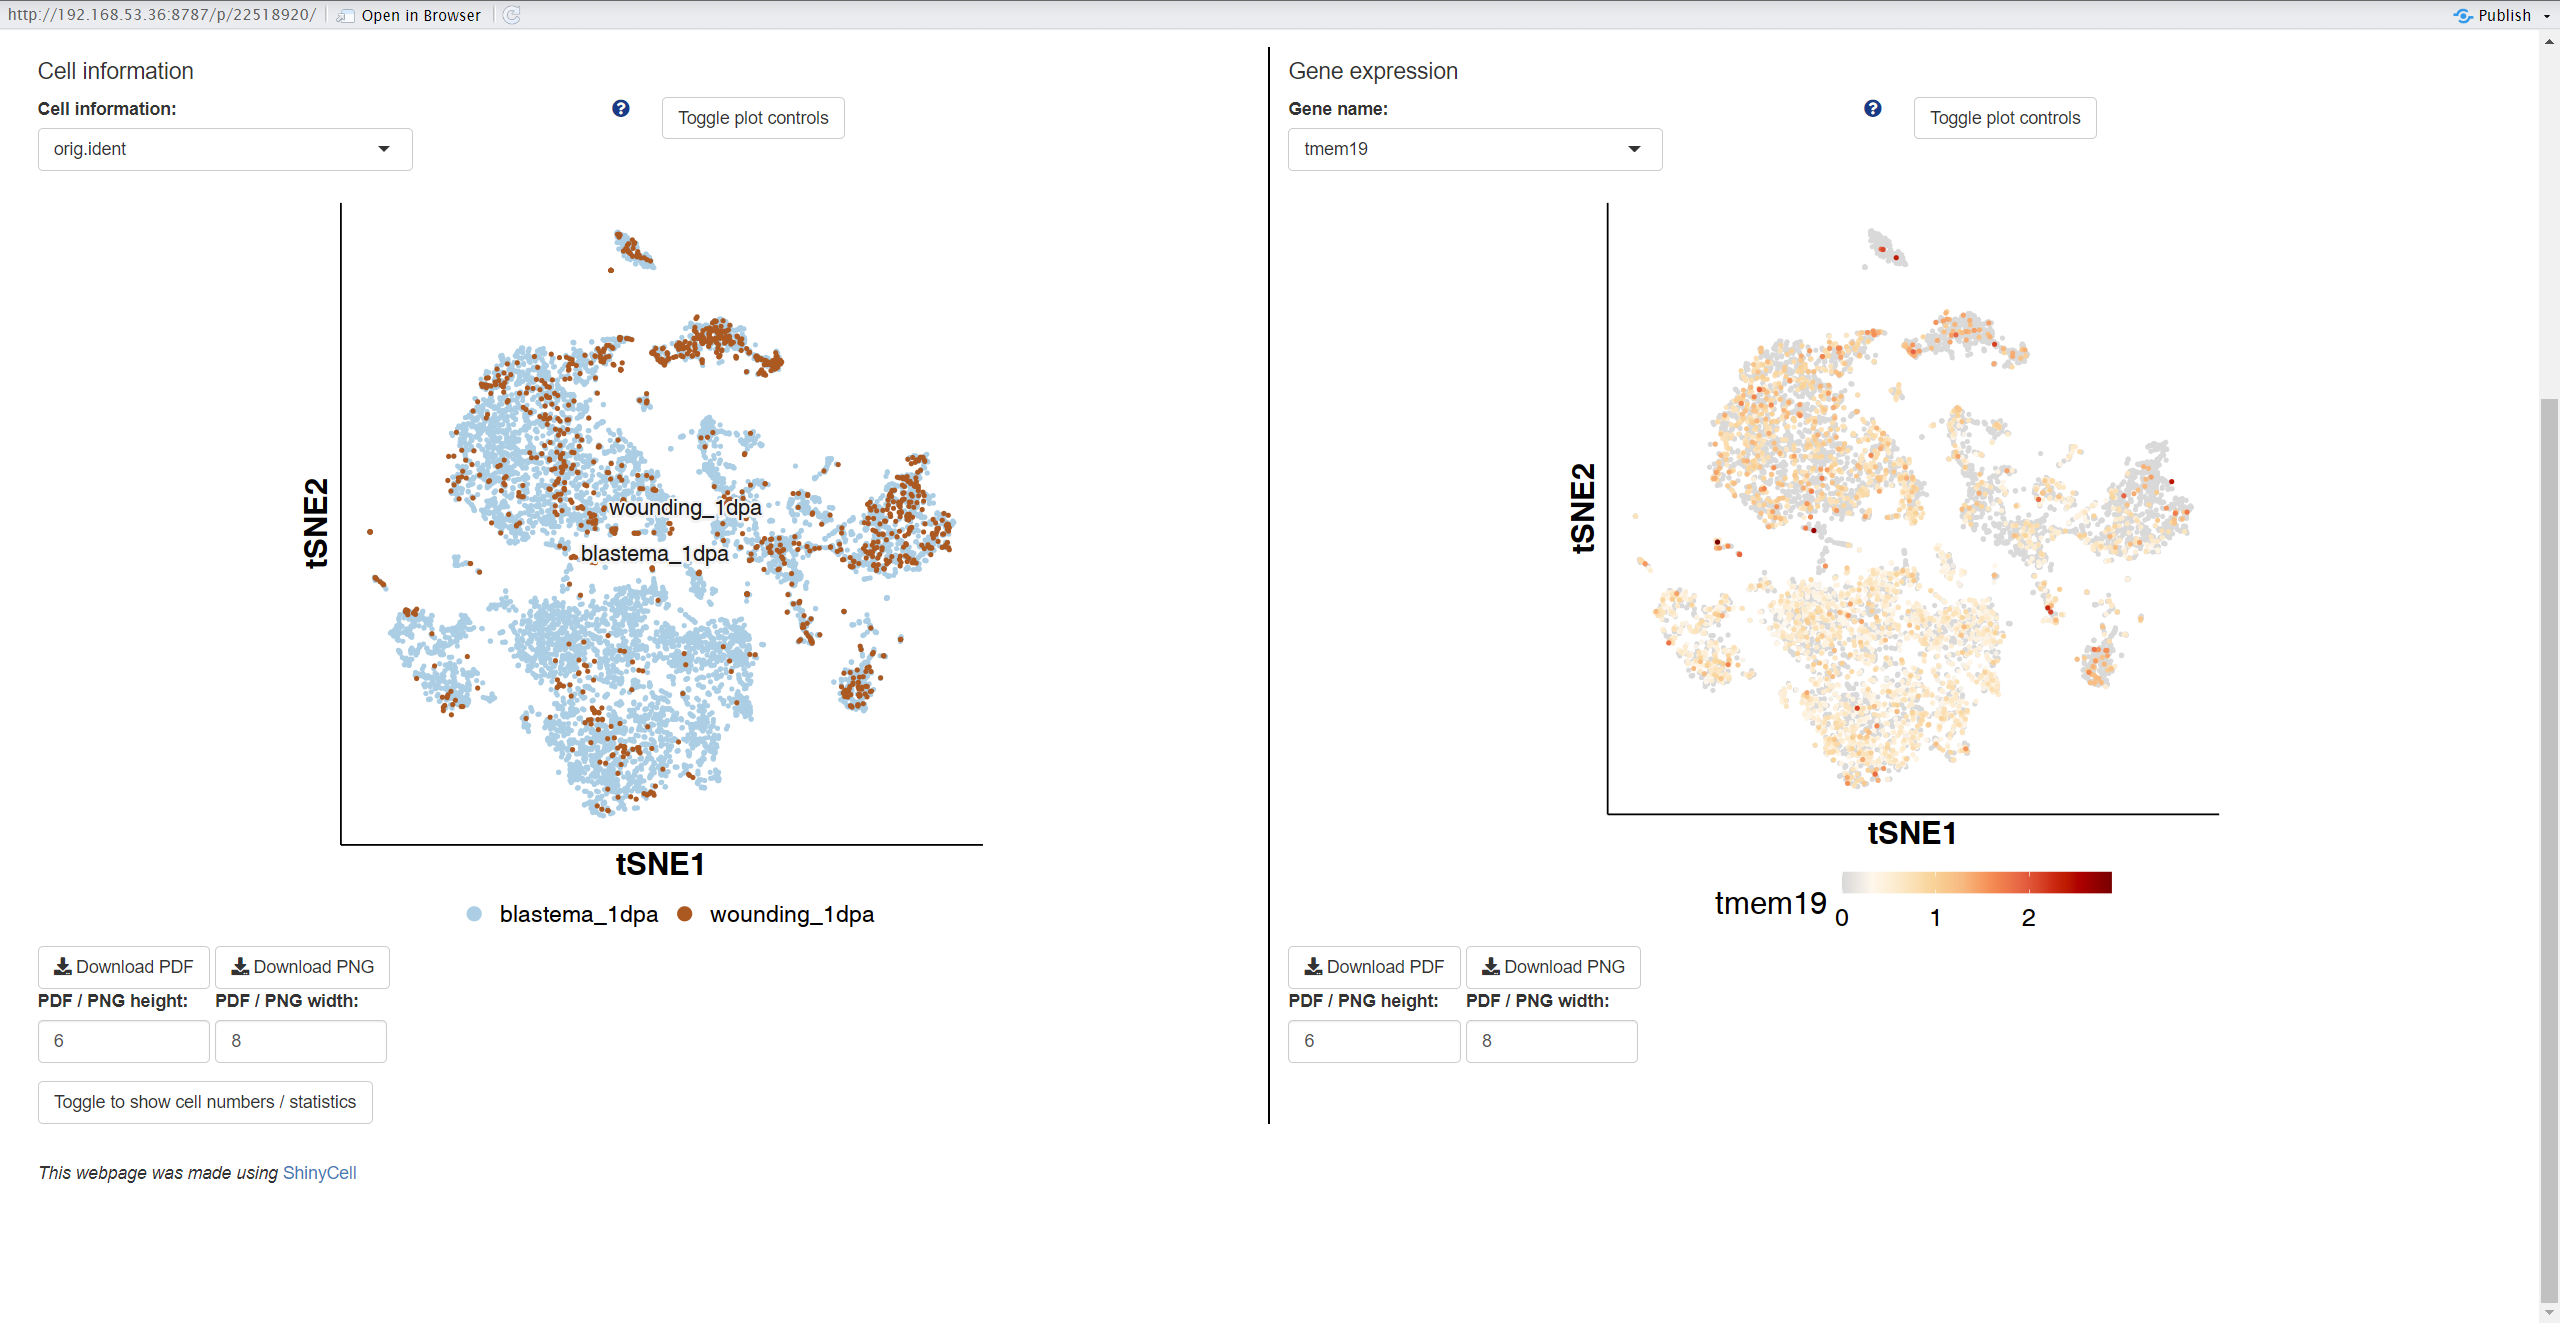 http://192.168.53.36:8787/p/22518920/ Open in Browser Publish
Cell information
Cell information:
Toggle plot controls
orig.ident
tSNE2
wounding_1dpa
blastema_1dpa
tSNE1
blastema_1dpa wounding_1dpa
Download PDF Download PNG
PDF / PNG height: PDF / PNG width:
6 8
Toggle to show cell numbers / statistics
Gene expression
Gene name:
Toggle plot controls
tmem19
tSNE2
tSNE1
tmem19
0 1 2
Download PDF Download PNG
PDF / PNG height: PDF / PNG width:
6 8
This webpage was made using ShinyCell